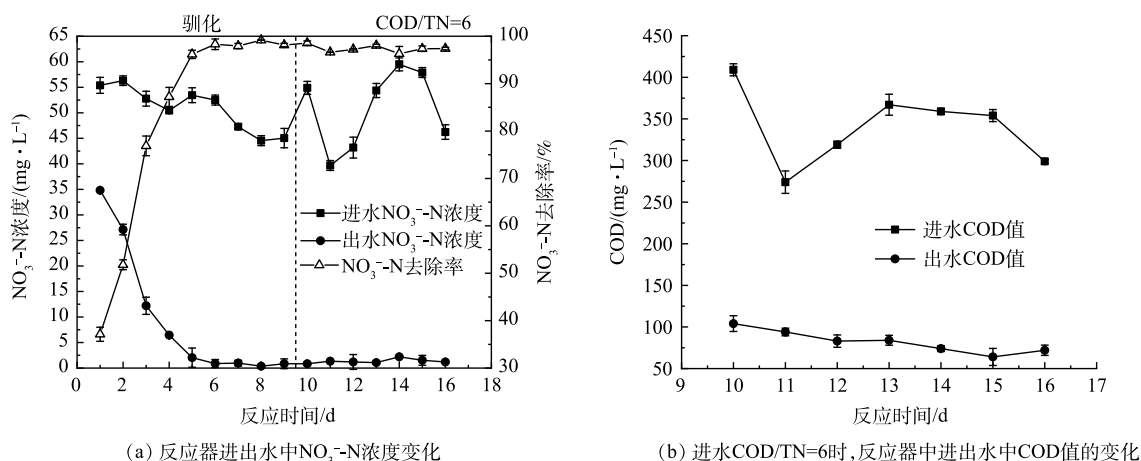 驯化
COD/TN=6
65
60
55
50
45
40
35
30
25
20
15
10
5
0
NO₃⁻-N浓度/(mg·L⁻¹)
100
90
80
70
60
50
40
30
NO₃⁻-N去除率/%
进水NO₃⁻-N浓度
出水NO₃⁻-N浓度
NO₃⁻-N去除率
0 2 4 6 8 10 12 14 16 18
反应时间/d
(a) 反应器进出水中NO₃⁻-N浓度变化
450
400
350
300
250
200
150
100
50
COD/(mg·L⁻¹)
进水COD值
出水COD值
9 10 11 12 13 14 15 16 17
反应时间/d
(b) 进水COD/TN=6时,反应器中进出水中COD值的变化